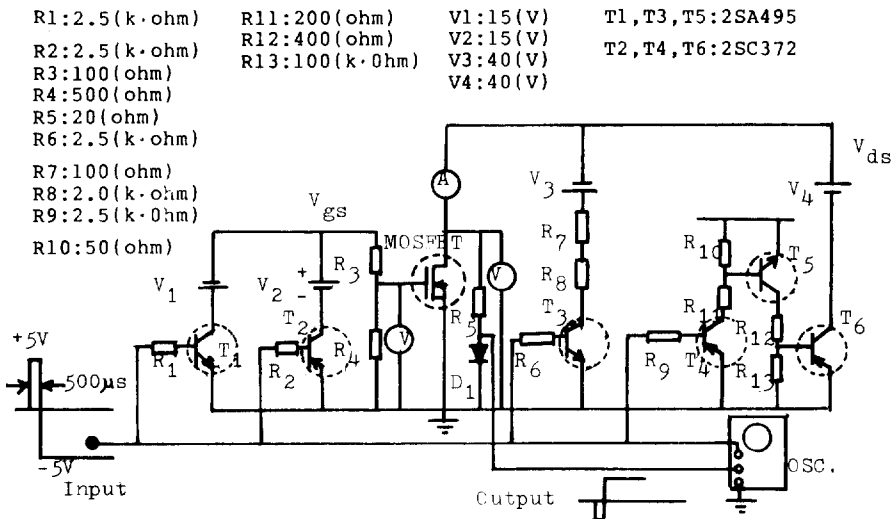 R1:2.5(k·ohm)
R2:2.5(k·ohm)
R3:100(ohm)
R4:500(ohm)
R5:20(ohm)
R6:2.5(k·ohm)
R7:100(ohm)
R8:2.0(k·ohm)
R9:2.5(k·0hm)
R10:50(ohm)
R11:200(ohm)
R12:400(ohm)
R13:100(k·0hm)
V1:15(V)
V2:15(V)
V3:40(V)
V4:40(V)
T1,T3,T5:2SA495
T2,T4,T6:2SC372
Vds
A
V3
V4
Vgs
MOSFET
R7
R10
R3
V
T5
R8
V1
V2
+
-
R5
T3
R11
R12
T6
+5V
T2
V
R1
T1
R2
R4
D1
R6
R9
T4
R13
500μs
-5V
Input
Output
OSC.